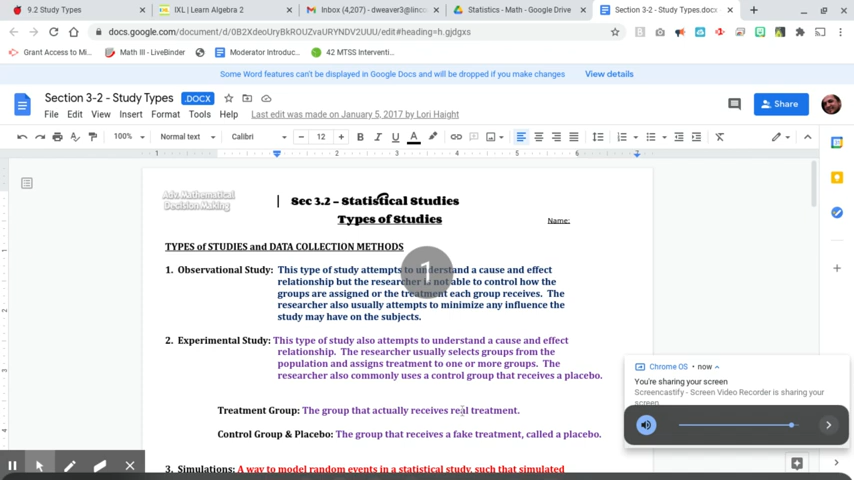 9.2 Study Types
IXL | Learn Algebra 2
Inbox (4,207) - dweaver3@linco
Statistics - Math - Google Drive
Section 3-2 - Study Types.docx
docs.google.com/document/d/0B2XdeoUryBkROUZvaURYNDV2UUU/edit#heading=h.gjdgxs
Grant Access to Mi...
Math III - LiveBinder
Moderator Introduc...
42 MTSS Interventi...
Some Word features can't be displayed in Google Docs and will be dropped if you make changes
View details
Section 3-2 - Study Types
.DOCX
Share
File Edit View Insert Format Tools Help
Last edit was made on January 5, 2017 by Lori Haight
100%
Normal text
Calibri
12
1 1 2 3 4 5 6 7
Adv. Mathematical
Decision Making
Sec 3.2 – Statistical Studies
Types of Studies
Name:
TYPES of STUDIES and DATA COLLECTION METHODS
1. Observational Study: This type of study attempts to understand a cause and effect
relationship but the researcher is not able to control how the
groups are assigned or the treatment each group receives. The
researcher also usually attempts to minimize any influence the
study may have on the subjects.
1
2. Experimental Study: This type of study also attempts to understand a cause and effect
relationship. The researcher usually selects groups from the
population and assigns treatment to one or more groups. The
researcher also commonly uses a control group that receives a placebo.
Treatment Group: The group that actually receives real treatment.
Control Group & Placebo: The group that receives a fake treatment, called a placebo.
3. Simulations: A way to model random events in a statistical study, such that simulated
Chrome OS • now
You're sharing your screen
Screencastify - Screen Video Recorder is sharing your
screen.